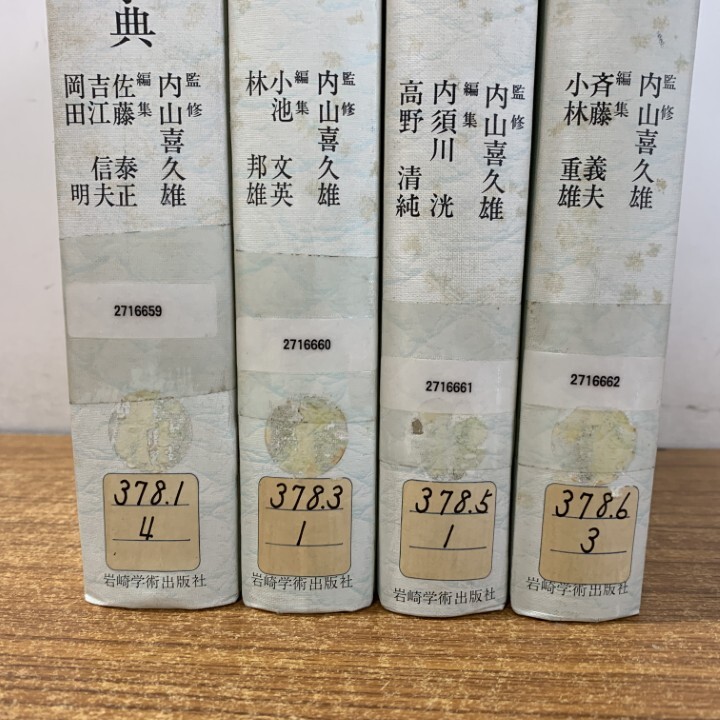 典
監修
内山喜久雄
編集
佐藤 泰正
吉江 信夫
岡田 明
2716659
378.1
4
岩崎学術出版社
監修
内山喜久雄
編集
小池 文英
林 邦雄
2716660
378.3
1
岩崎学術出版社
監修
内山喜久雄
編集
内須川 洸
高野 清純
2716661
378.5
1
岩崎学術出版社
監修
内山喜久雄
編集
斉藤 義夫
小林 重雄
2716662
378.6
3
岩崎学術出版社